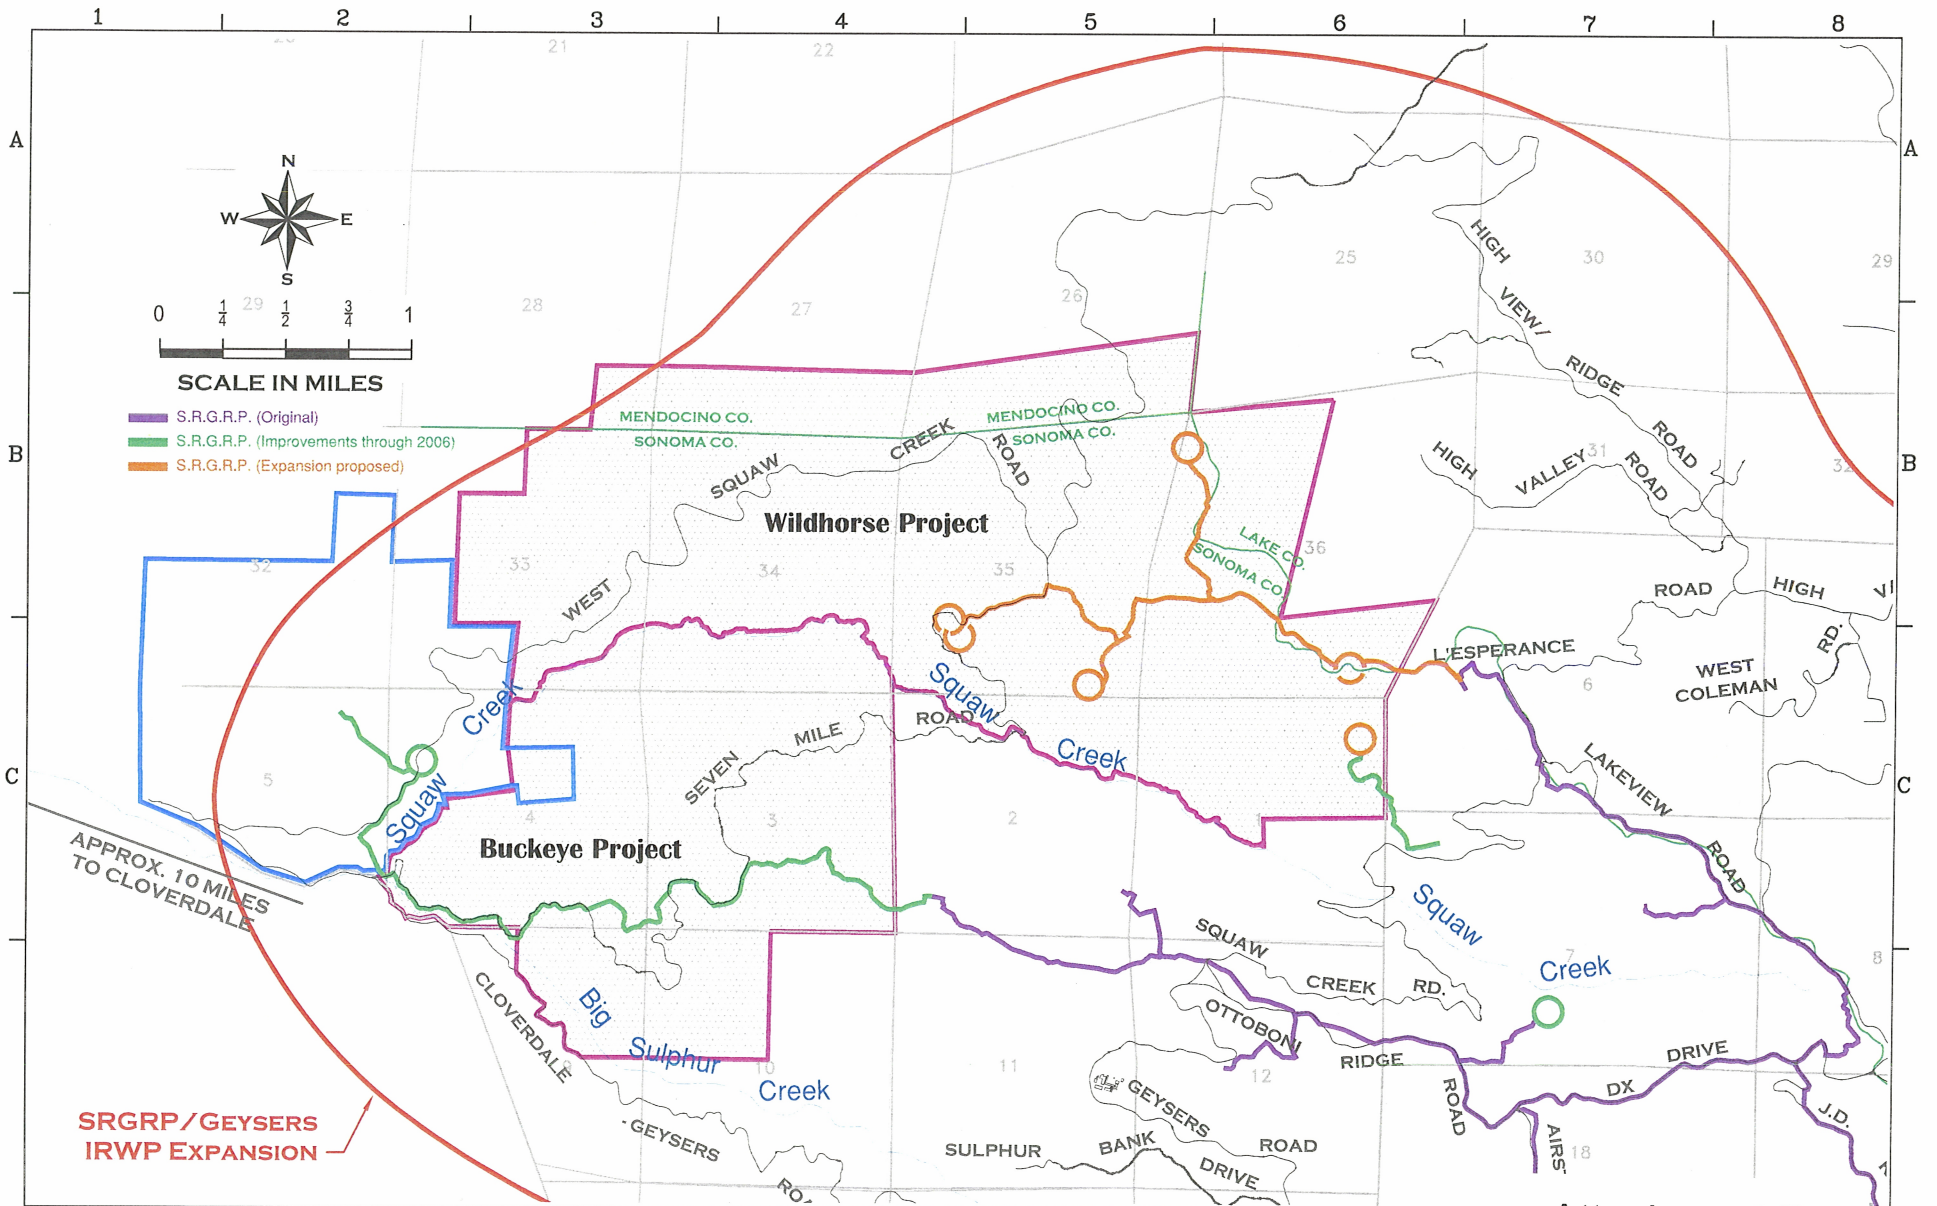 1 2 3 4 5 6 7 8
21 22
A A
N
W E
S
25 30 29
26
29 28 27
0 1/4 1/2 3/4 1
SCALE IN MILES
S.R.G.R.P. (Original)
S.R.G.R.P. (Improvements through 2006)
S.R.G.R.P. (Expansion proposed)
HIGH
VIEW/
RIDGE
ROAD
MENDOCINO CO.
SONOMA CO.
MENDOCINO CO.
SONOMA CO.
B B
WEST
SQUAW
CREEK
ROAD
HIGH
VALLEY
ROAD
31 32
Wildhorse Project
LAKE CO.
SONOMA CO.
36
32 33 34 35
ROAD
HIGH
RD.
L'ESPERANCE
WEST
COLEMAN
6
Squaw
Creek
Squaw
Creek
SEVEN
MILE
ROAD
LAKEVIEW
ROAD
C C
5 4 3 2 1
Buckeye Project
APPROX. 10 MILES
TO CLOVERDALE
Squaw
Creek
7 8
SQUAW
CREEK
RD.
OTTOBONI
RIDGE
ROAD
CLOVERDALE
-GEYSERS
Big
Sulphur
Creek
9 10 11 12
DX
DRIVE
J.D.
GEYSERS
ROAD
SULPHUR
BANK
DRIVE
18
SRGRP/GEYSERS
IRWP EXPANSION